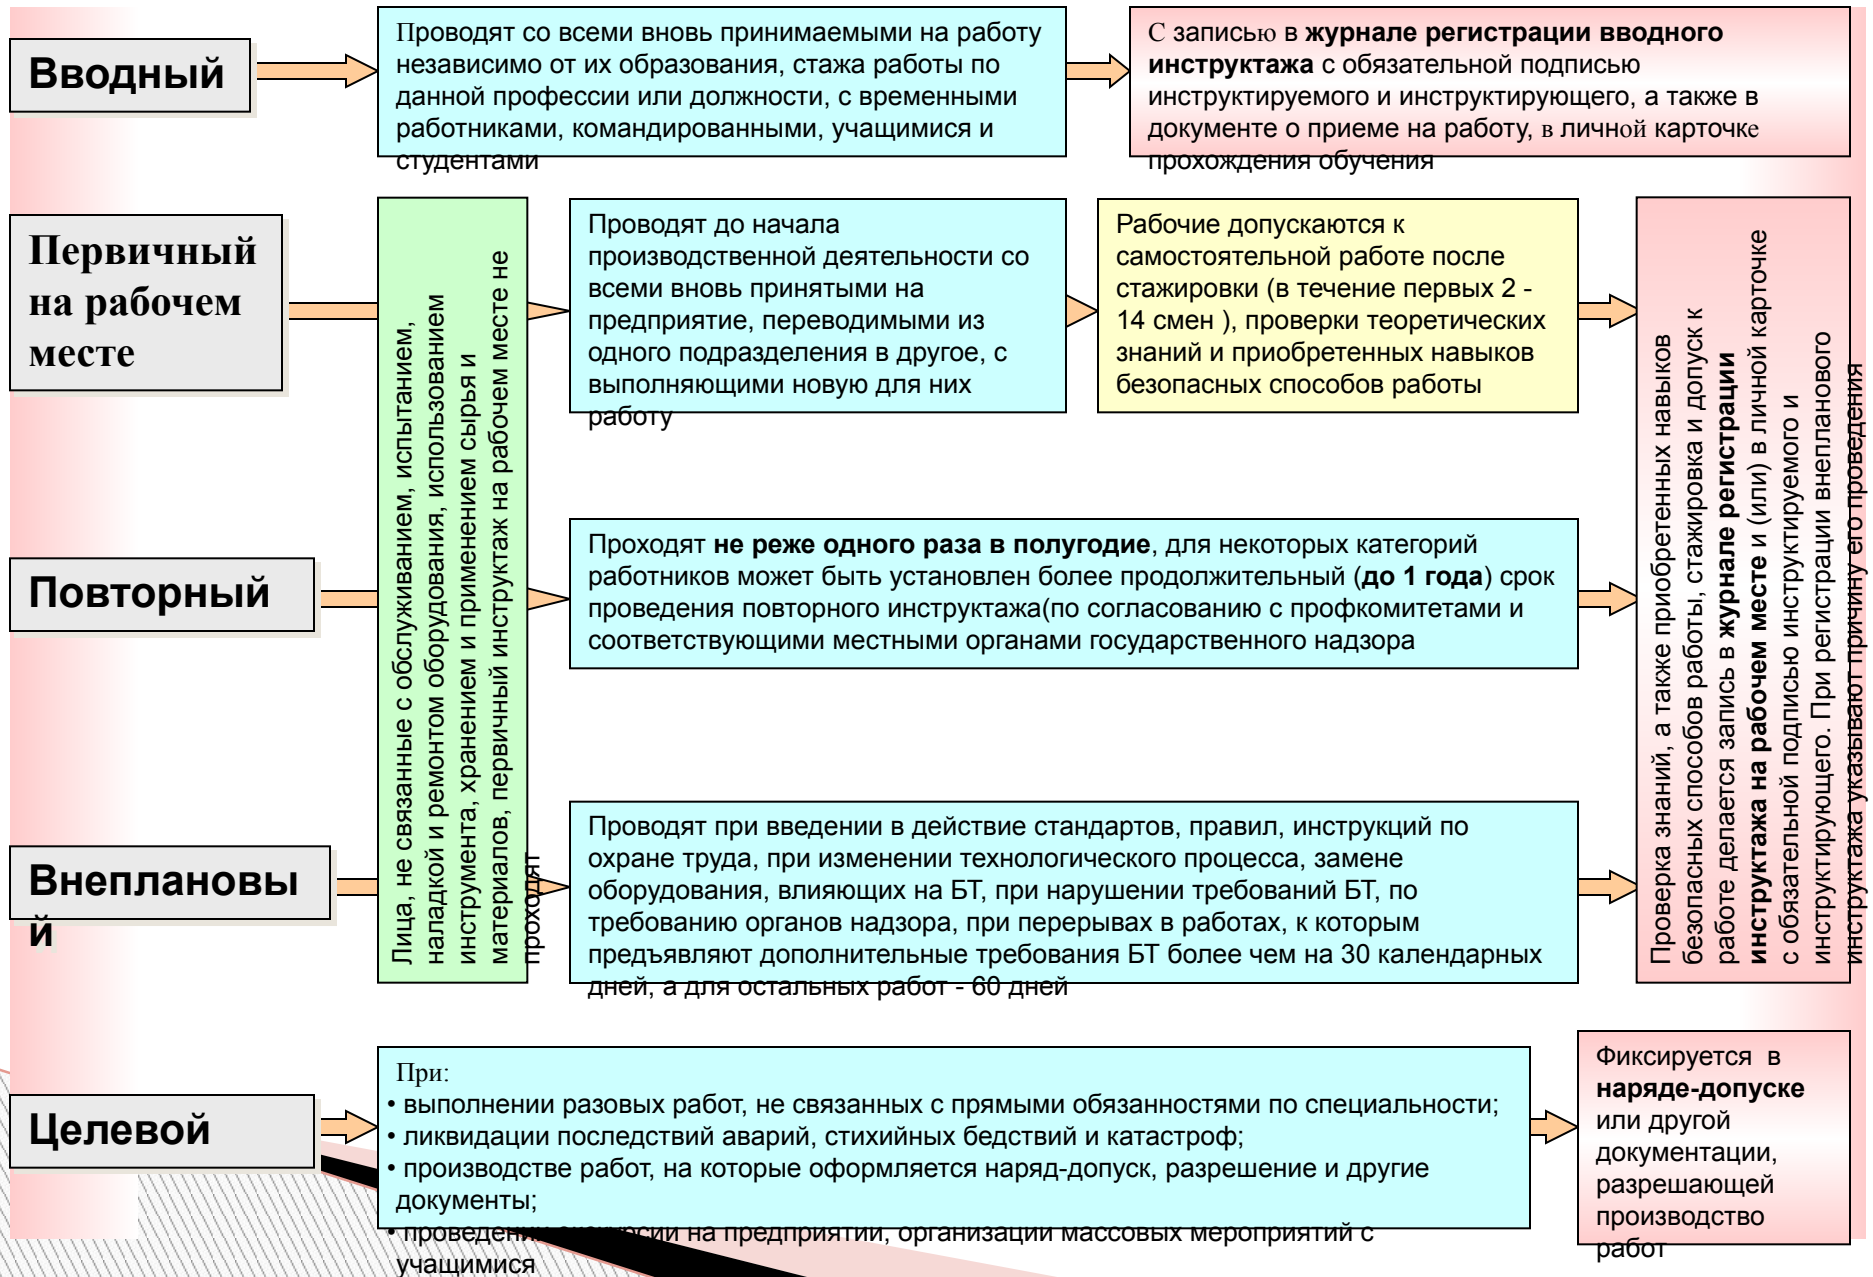 Вводный
Проводят со всеми вновь принимаемыми на работу
независимо от их образования, стажа работы по
данной профессии или должности, с временными
работниками, командированными, учащимися и
студентами
С записью в журнале регистрации вводного
инструктажа с обязательной подписью
инструктируемого и инструктирующего, а также в
документе о приеме на работу, в личной карточке
прохождения обучения
Первичный
на рабочем
месте
Лица, не связанные с обслуживанием, испытанием,
наладкой и ремонтом оборудования, использованием
инструмента, хранением и применением сырья и
материалов, первичный инструктаж на рабочем месте не
проходят
Проводят до начала
производственной деятельности со
всеми вновь принятыми на
предприятие, переводимыми из
одного подразделения в другое, с
выполняющими новую для них
работу
Рабочие допускаются к
самостоятельной работе после
стажировки (в течение первых 2 -
14 смен ), проверки теоретических
знаний и приобретенных навыков
безопасных способов работы
Проверка знаний, а также приобретенных навыков
безопасных способов работы, стажировка и допуск к
работе делается запись в журнале регистрации
инструктажа на рабочем месте и (или) в личной карточке
с обязательной подписью инструктируемого и
инструктирующего. При регистрации внепланового
инструктажа указывают причину его проведения
Повторный
Проходят не реже одного раза в полугодие, для некоторых категорий
работников может быть установлен более продолжительный (до 1 года) срок
проведения повторного инструктажа(по согласованию с профкомитетами и
соответствующими местными органами государственного надзора
Внеплановы
й
Проводят при введении в действие стандартов, правил, инструкций по
охране труда, при изменении технологического процесса, замене
оборудования, влияющих на БТ, при нарушении требований БТ, по
требованию органов надзора, при перерывах в работах, к которым
предъявляют дополнительные требования БТ более чем на 30 календарных
дней, а для остальных работ - 60 дней
Целевой
При:
• выполнении разовых работ, не связанных с прямыми обязанностями по специальности;
• ликвидации последствий аварий, стихийных бедствий и катастроф;
• производстве работ, на которые оформляется наряд-допуск, разрешение и другие
документы;
• проведении экскурсии на предприятии, организации массовых мероприятий с
учащимися
Фиксируется в
наряде-допуске
или другой
документации,
разрешающей
производство
работ